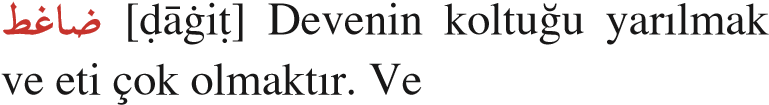 ضاغط [ḍāġiṭ] Devenin koltuğu yarılmak
ve eti çok olmaktır. Ve